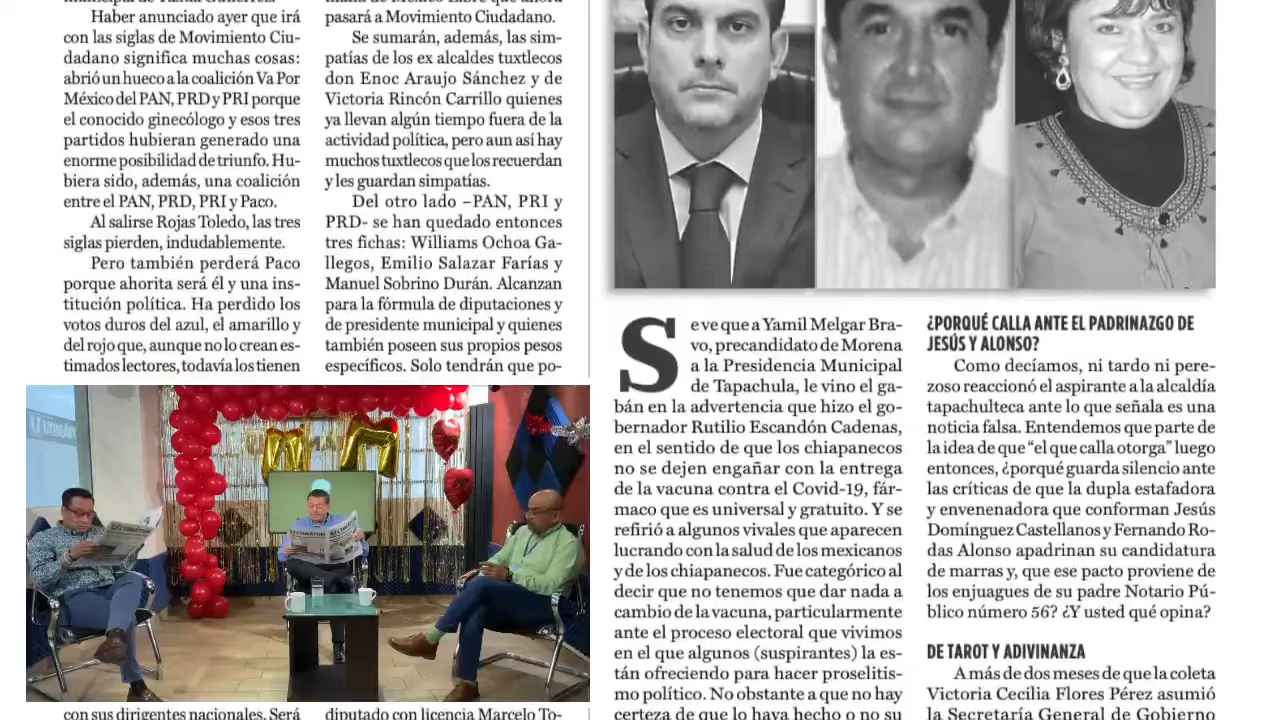 Haber anunciado ayer que irá
con las siglas de Movimiento Ciu-
dadano significa muchas cosas:
abrió un hueco a la coalición Va Por
México del PAN, PRD y PRI porque
el conocido ginecólogo y esos tres
partidos hubieran generado una
enorme posibilidad de triunfo. Hu-
biera sido, además, una coalición
entre el PAN, PRD, PRI y Paco.
Al salirse Rojas Toledo, las tres
siglas pierden, indudablemente.
Pero también perderá Paco
porque ahorita será él y una ins-
titución política. Ha perdido los
votos duros del azul, el amarillo y
del rojo que, aunque no lo crean es-
timados lectores, todavía los tienen
con sus dirigentes nacionales. Será
pasará a Movimiento Ciudadano.
Se sumarán, además, las sim-
patías de los ex alcaldes tuxtlecos
don Enoc Araujo Sánchez y de
Victoria Rincón Carrillo quienes
ya llevan algún tiempo fuera de la
actividad política, pero aun así hay
muchos tuxtlecos que los recuerdan
y les guardan simpatías.
Del otro lado –PAN, PRI y
PRD- se han quedado entonces
tres fichas: Williams Ochoa Ga-
llegos, Emilio Salazar Farías y
Manuel Sobrino Durán. Alcanzan
para la fórmula de diputaciones y
de presidente municipal y quienes
también poseen sus propios pesos
específicos. Solo tendrán que po-
diputado con licencia Marcelo To-
Se ve que a Yamil Melgar Bra-
vo, precandidato de Morena
a la Presidencia Municipal
de Tapachula, le vino el ga-
bán en la advertencia que hizo el go-
bernador Rutilio Escandón Cadenas,
en el sentido de que los chiapanecos
no se dejen engañar con la entrega
de la vacuna contra el Covid-19, fár-
maco que es universal y gratuito. Y se
refirió a algunos vivales que aparecen
lucrando con la salud de los mexicanos
y de los chiapanecos. Fue categórico al
decir que no tenemos que dar nada a
cambio de la vacuna, particularmente
ante el proceso electoral que vivimos
en el que algunos (suspirantes) la es-
tán ofreciendo para hacer proselitis-
mo político. No obstante a que no hay
certeza de que lo haya hecho o no su
¿PORQUÉ CALLA ANTE EL PADRINAZGO DE
JESÚS Y ALONSO?
Como decíamos, ni tardo ni pere-
zoso reaccionó el aspirante a la alcaldía
tapachulteca ante lo que señala es una
noticia falsa. Entendemos que parte de
la idea de que “el que calla otorga” luego
entonces, ¿porqué guarda silencio ante
las críticas de que la dupla estafadora
y envenenadora que conforman Jesús
Domínguez Castellanos y Fernando Ro-
das Alonso apadrinan su candidatura
de marras y, que ese pacto proviene de
los enjuagues de su padre Notario Pú-
blico número 56? ¿Y usted qué opina?
DE TAROT Y ADIVINANZA
A más de dos meses de que la coleta
Victoria Cecilia Flores Pérez asumió
la Secretaría General de Gobierno